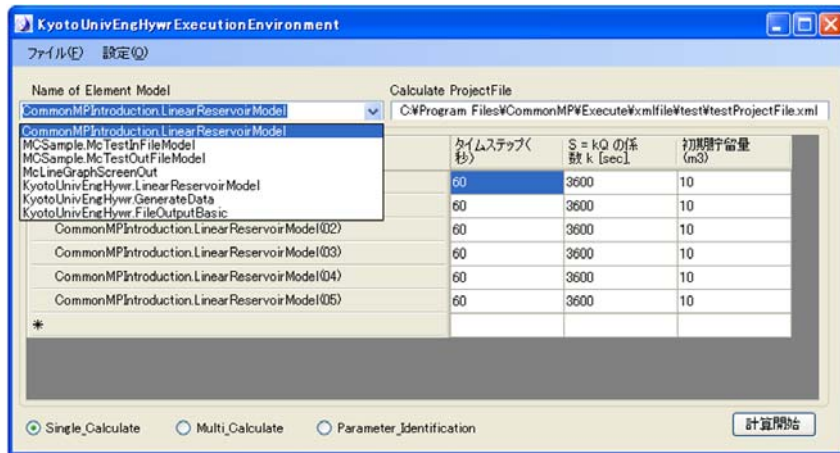 KyotoUnivEngHywrExecutionEnvironment
ファイル(F) 設定(O)
Name of Element Model
Calculate ProjectFile
CommonMPIntroduction.LinearReservoirModel
C:¥Program Files¥CommonMP¥Execute¥xmlfile¥test¥testProjectFile.xml
CommonMPIntroduction.LinearReservoirModel
MCSample.McTestInFileModel
MCSample.McTestOutFileModel
McLineGraphScreenOut
KyotoUnivEngHywr.LinearReservoirModel
KyotoUnivEngHywr.GenerateData
KyotoUnivEngHywr.FileOutputBasic
タイムステップ(
秒)
S = kQ の係
数 k [sec].
初期貯留量
(m3)
60 3600 10
60 3600 10
CommonMPIntroduction.LinearReservoirModel(02) 60 3600 10
CommonMPIntroduction.LinearReservoirModel(03) 60 3600 10
CommonMPIntroduction.LinearReservoirModel(04) 60 3600 10
CommonMPIntroduction.LinearReservoirModel(05) 60 3600 10
*
Single_Calculate Multi_Calculate Parameter_Identification
計算開始